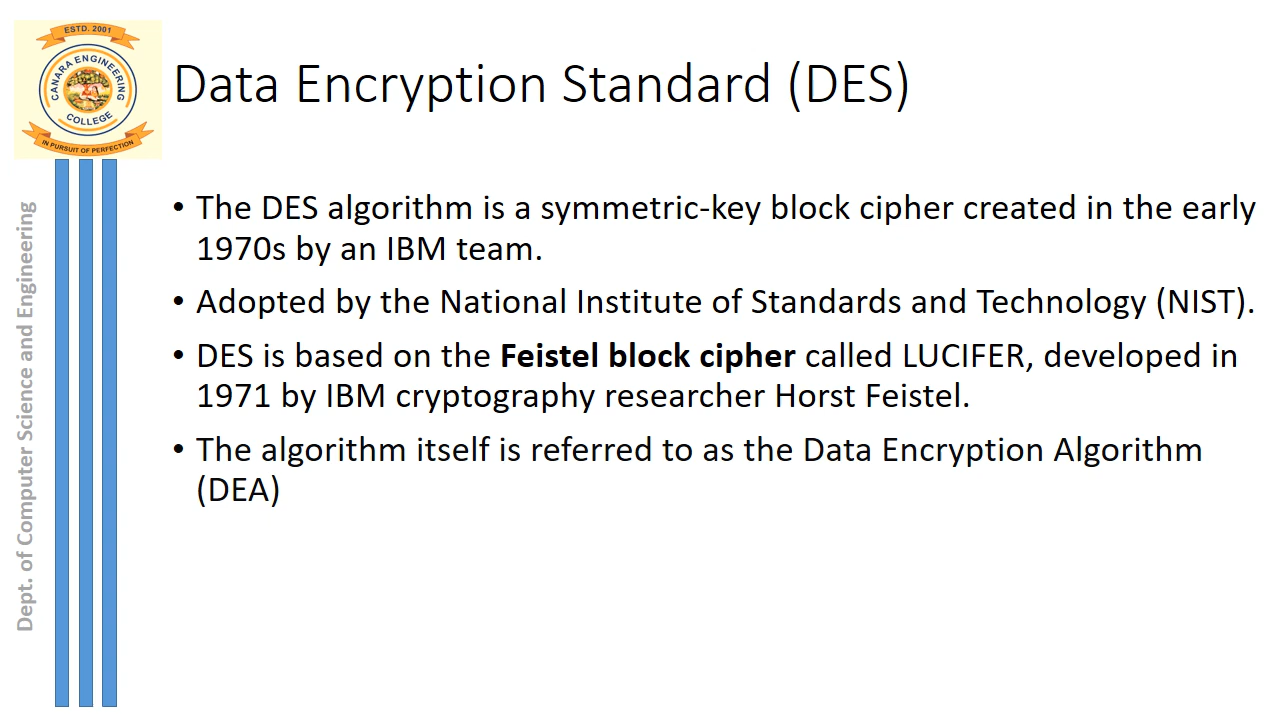 ESTD. 2001
CANARA ENGINEERING
COLLEGE
IN PURSUIT OF PERFECTION
Data Encryption Standard (DES)
Dept. of Computer Science and Engineering
• The DES algorithm is a symmetric-key block cipher created in the early
1970s by an IBM team.
• Adopted by the National Institute of Standards and Technology (NIST).
• DES is based on the Feistel block cipher called LUCIFER, developed in
1971 by IBM cryptography researcher Horst Feistel.
• The algorithm itself is referred to as the Data Encryption Algorithm
(DEA)